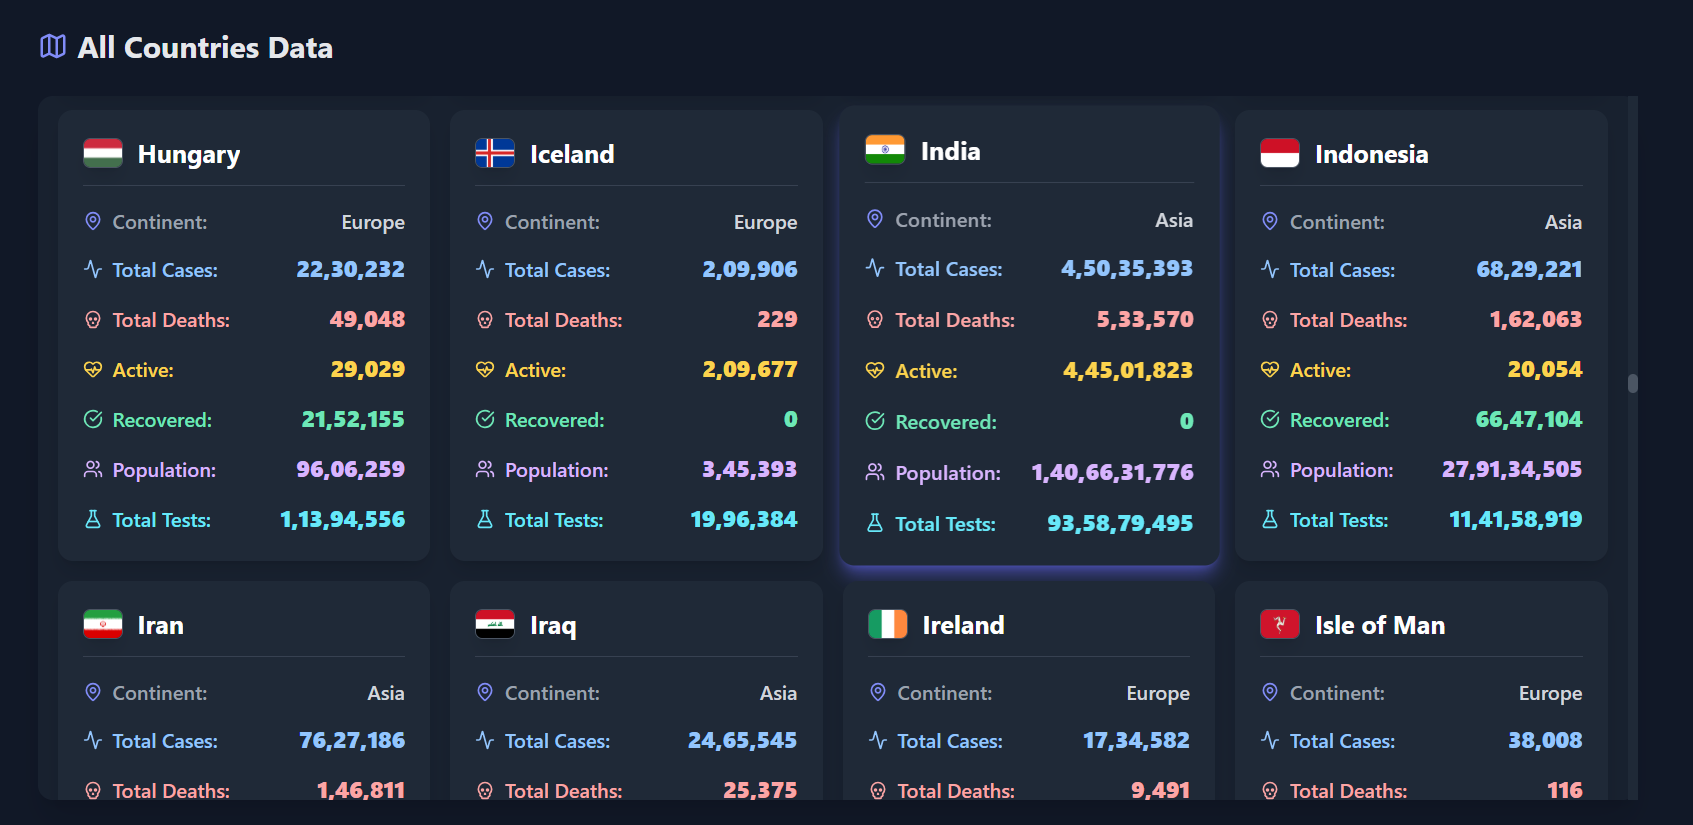 All Countries Data
Hungary
Continent: Europe
Total Cases: 22,30,232
Total Deaths: 49,048
Active: 29,029
Recovered: 21,52,155
Population: 96,06,259
Total Tests: 1,13,94,556
Iceland
Continent: Europe
Total Cases: 2,09,906
Total Deaths: 229
Active: 2,09,677
Recovered: 0
Population: 3,45,393
Total Tests: 19,96,384
India
Continent: Asia
Total Cases: 4,50,35,393
Total Deaths: 5,33,570
Active: 4,45,01,823
Recovered: 0
Population: 1,40,66,31,776
Total Tests: 93,58,79,495
Indonesia
Continent: Asia
Total Cases: 68,29,221
Total Deaths: 1,62,063
Active: 20,054
Recovered: 66,47,104
Population: 27,91,34,505
Total Tests: 11,41,58,919
Iran
Continent: Asia
Total Cases: 76,27,186
Total Deaths: 1,46,811
Iraq
Continent: Asia
Total Cases: 24,65,545
Total Deaths: 25,375
Ireland
Continent: Europe
Total Cases: 17,34,582
Total Deaths: 9,491
Isle of Man
Continent: Europe
Total Cases: 38,008
Total Deaths: 116